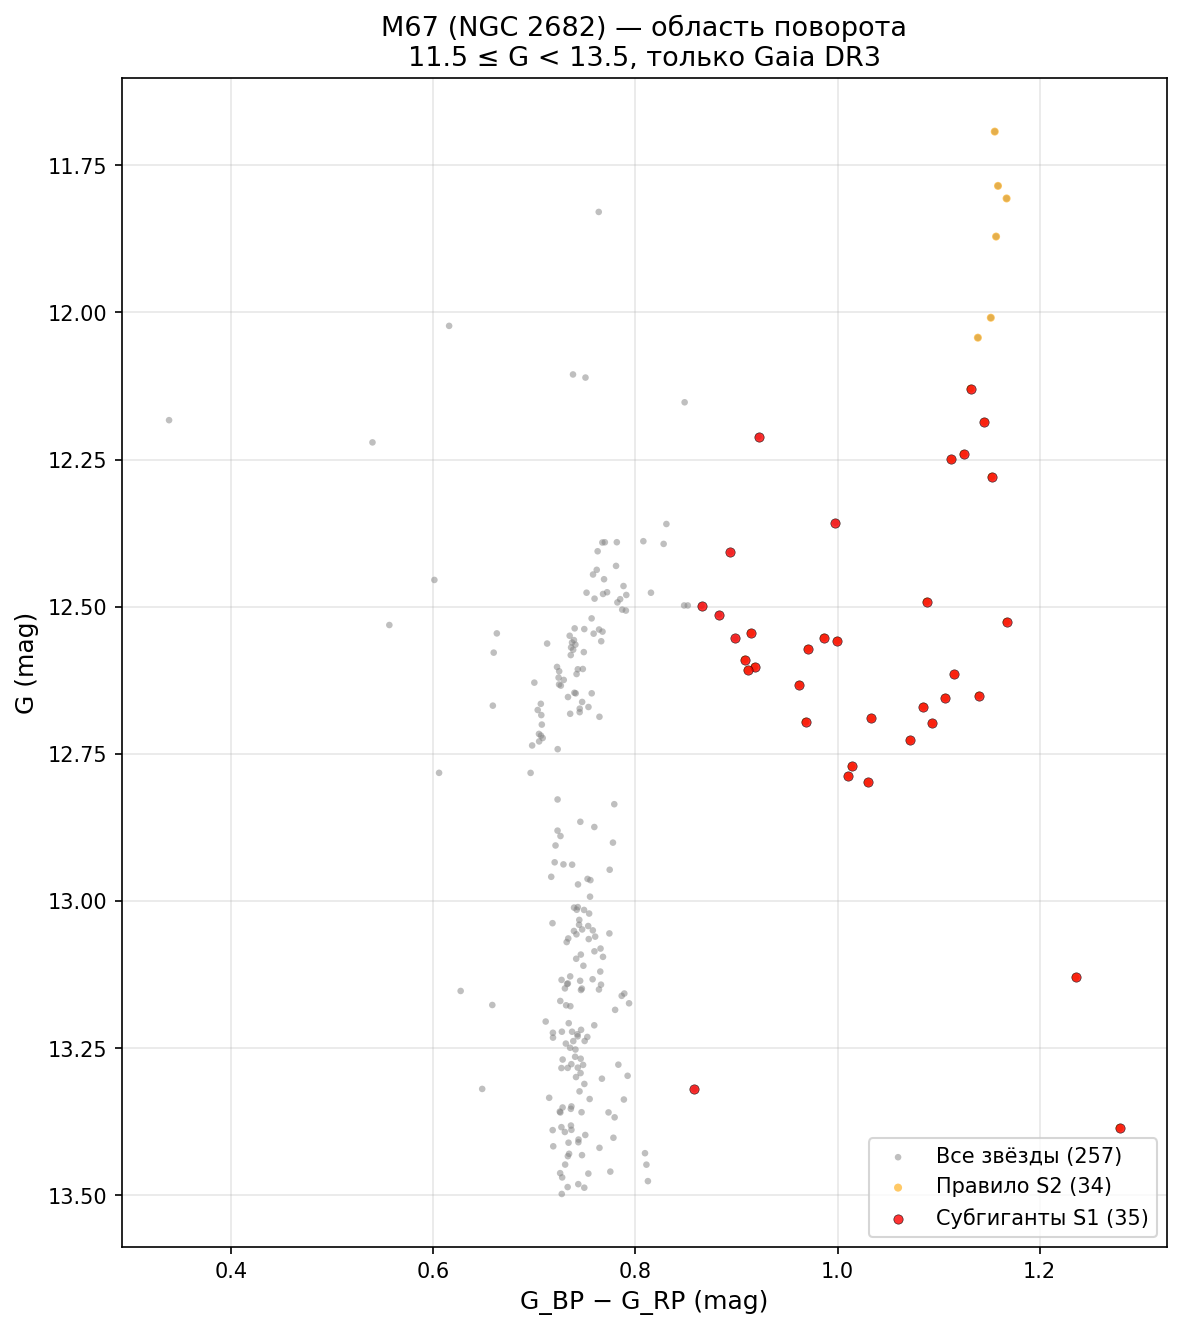 M67 (NGC 2682) — область поворота
11.5 ≤ G < 13.5, только Gaia DR3
G (mag)
11.75
12.00
12.25
12.50
12.75
13.00
13.25
13.50
Все звёзды (257)
Правило S2 (34)
Субгиганты S1 (35)
0.4
0.6
0.8
1.0
1.2
G_BP − G_RP (mag)